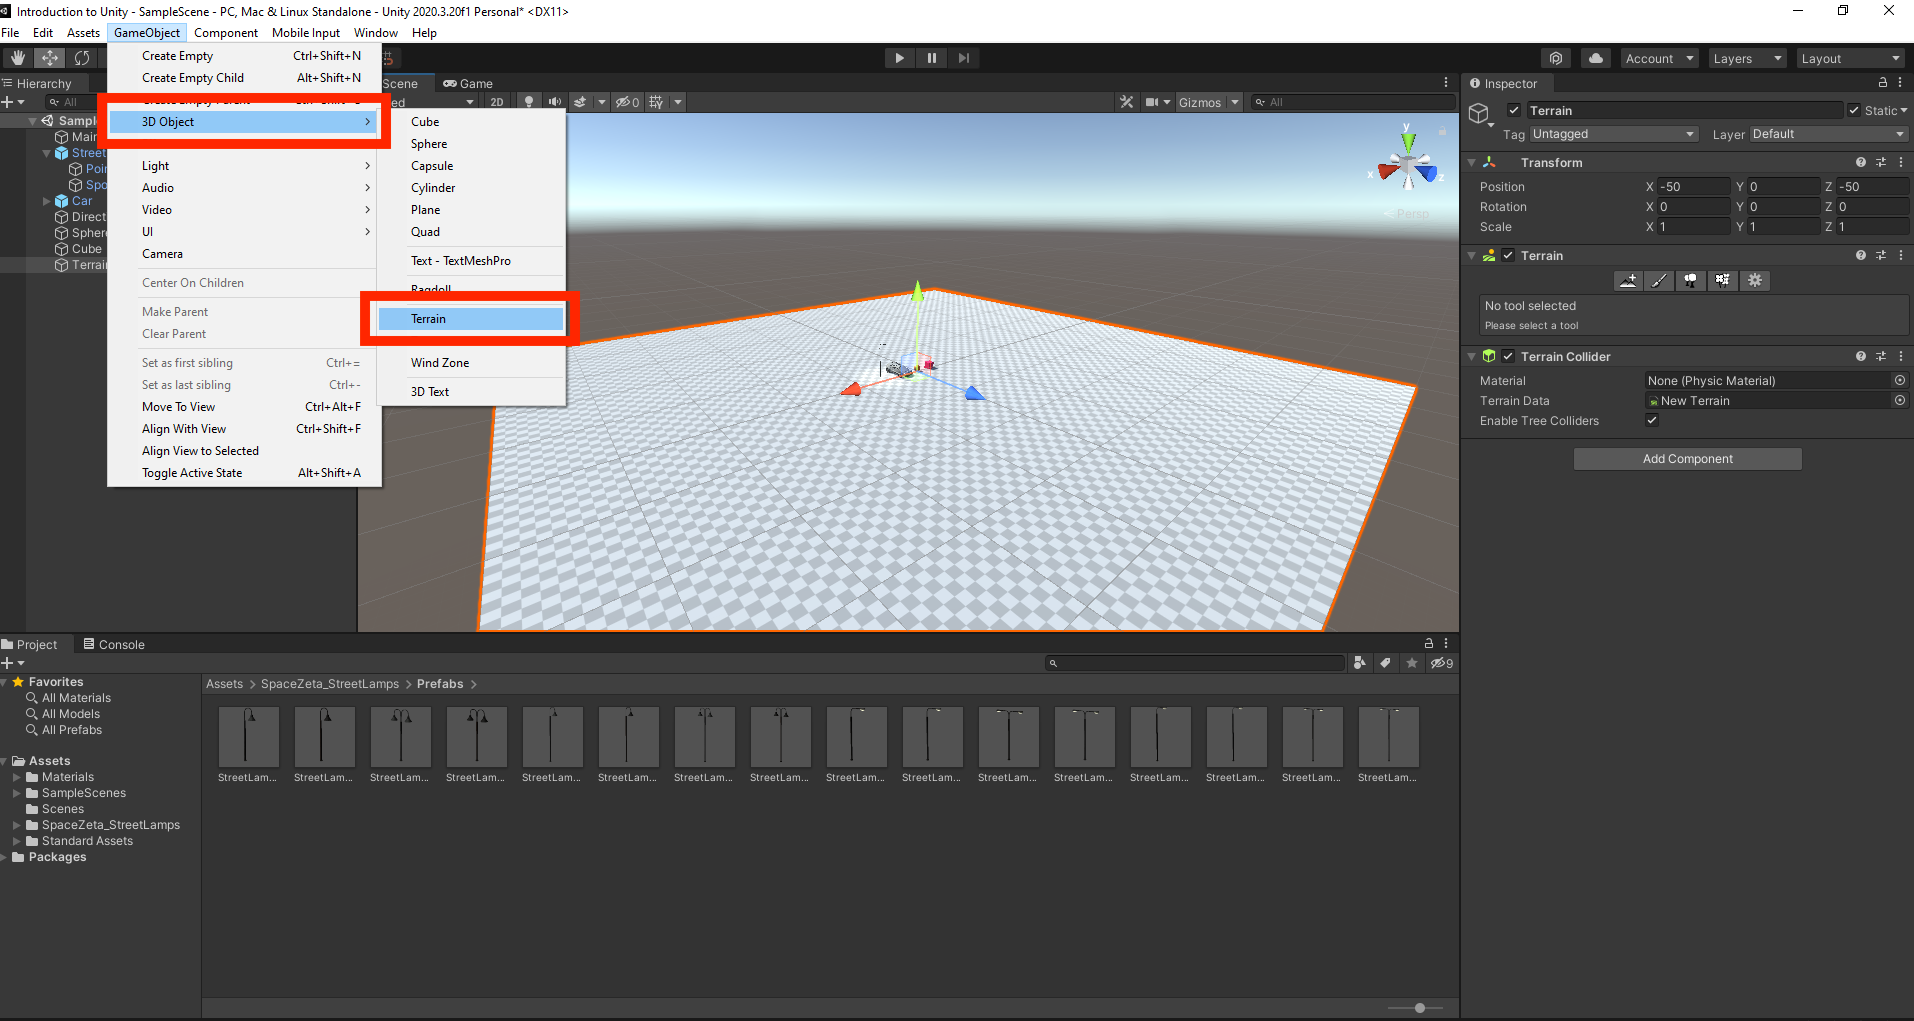 Introduction to Unity - SampleScene - PC, Mac & Linux Standalone - Unity 2020.3.20f1 Personal* <DX11>
File Edit Assets GameObject Component Mobile Input Window Help
Account Layers Layout
Hierarchy
All
Main
Street
Car
Sphere
Cube
Create Empty Ctrl+Shift+N
Create Empty Child Alt+Shift+N
3D Object
Light
Audio
Video
UI
Camera
Center On Children
Make Parent
Clear Parent
Set as first sibling Ctrl+=
Set as last sibling Ctrl+-
Move To View Ctrl+Alt+F
Align With View Ctrl+Shift+F
Align View to Selected
Toggle Active State Alt+Shift+A
Cube
Sphere
Capsule
Cylinder
Plane
Quad
Text - TextMeshPro
Ragdoll
Terrain
Wind Zone
3D Text
Scene Game
2D 0 Gizmos All
y
x z
Persp
Inspector
Terrain Static
Tag Untagged Layer Default
Transform
Position X -50 Y 0 Z -50
Rotation X 0 Y 0 Z 0
Scale X 1 Y 1 Z 1
Terrain
No tool selected
Please select a tool
Terrain Collider
Material None (Physic Material)
Terrain Data New Terrain
Enable Tree Colliders
Add Component
Project Console
9
Favorites
All Materials
All Models
All Prefabs
Assets
Materials
SampleScenes
Scenes
SpaceZeta_StreetLamps
Standard Assets
Packages
Assets > SpaceZeta_StreetLamps > Prefabs >
StreetLam... StreetLam... StreetLam... StreetLam... StreetLam... StreetLam... StreetLam... StreetLam... StreetLam... StreetLam... StreetLam... StreetLam... StreetLam... StreetLam... StreetLam... StreetLam...